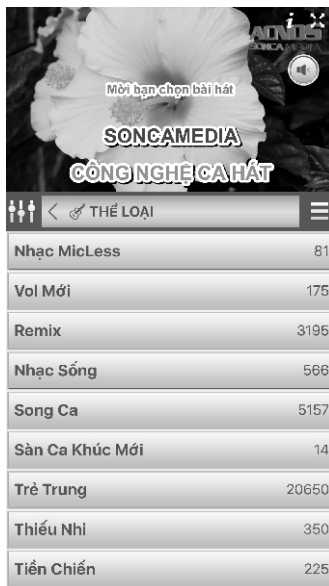 ACNOS
SONCAMEDIA
Mời bạn chọn bài hát
SONCAMEDIA
CÔNG NGHỆ CA HÁT
THỂ LOẠI
Nhạc MicLess 81
Vol Mới 175
Remix 3195
Nhạc Sống 566
Song Ca 5157
Sàn Ca Khúc Mới 14
Trẻ Trung 20650
Thiếu Nhi 350
Tiền Chiến 225